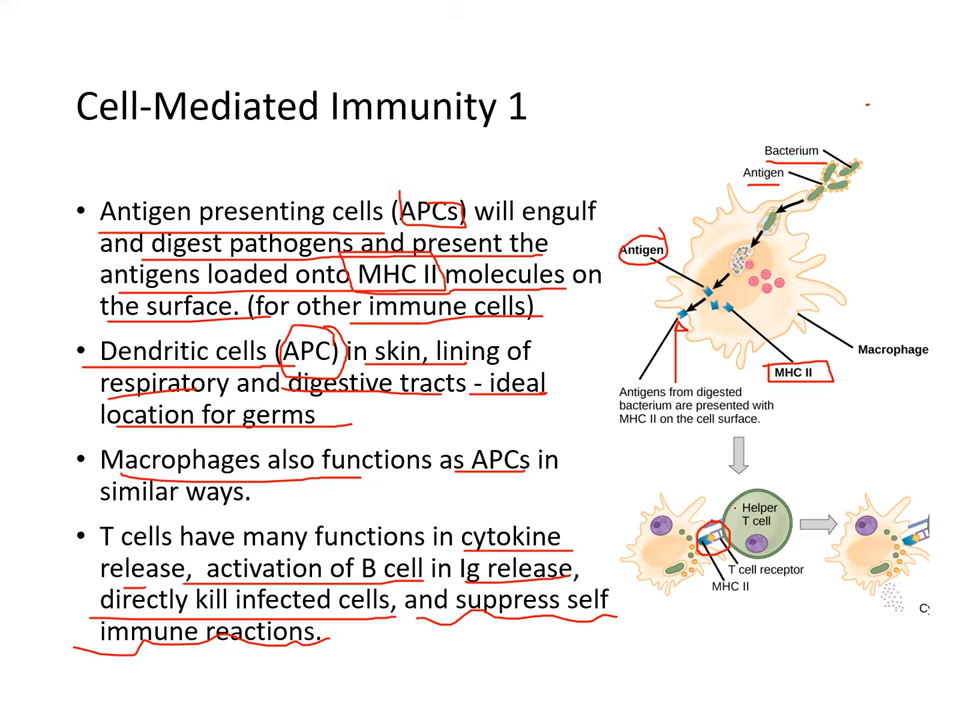 Cell-Mediated Immunity 1
• Antigen presenting cells (APCs) will engulf
and digest pathogens and present the
antigens loaded onto MHC II molecules on
the surface. (for other immune cells)
• Dendritic cells (APC) in skin, lining of
respiratory and digestive tracts - ideal
location for germs
• Macrophages also functions as APCs in
similar ways.
• T cells have many functions in cytokine
release, activation of B cell in Ig release,
directly kill infected cells, and suppress self
immune reactions.
Bacterium
Antigen
Antigen
Macrophage
MHC II
Antigens from digested
bacterium are presented with
MHC II on the cell surface.
Helper
T cell
T cell receptor
MHC II